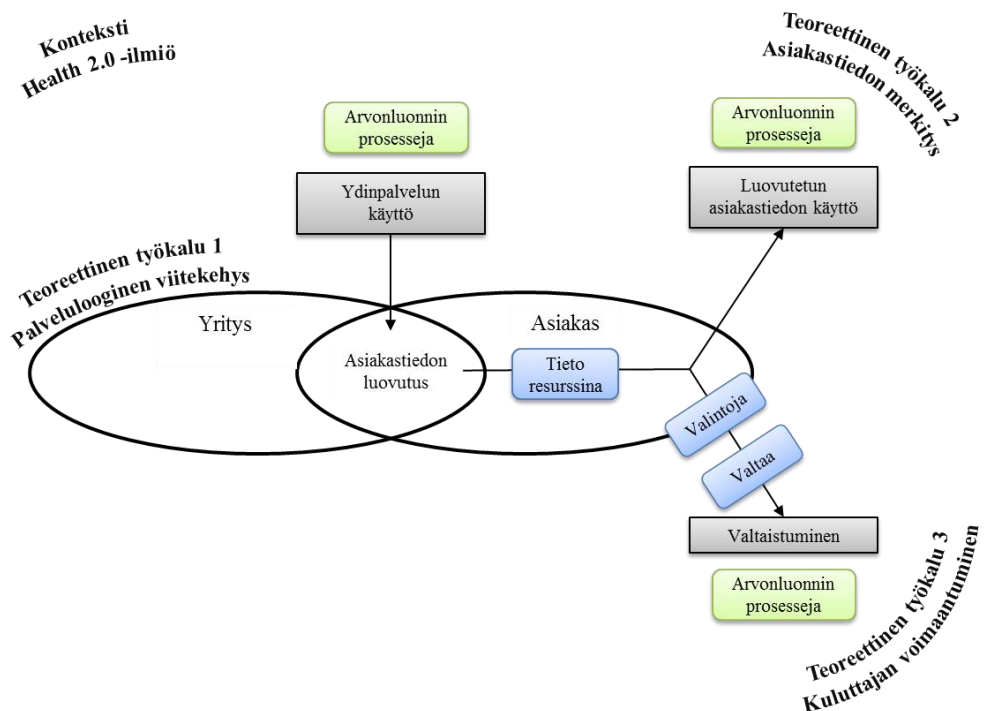 Konteksti
Health 2.0 -ilmiö
Teoreettinen työkalu 2
Asiakastiedon merkitys
Arvonluonnin
prosesseja
Arvonluonnin
prosesseja
Ydinpalvelun
käyttö
Luovutetun
asiakastiedon käyttö
Teoreettinen työkalu 1
Palvelulooginen viitekehys
Yritys
Asiakas
Asiakastiedon
luovutus
Tieto
resurssina
Valintoja
Valtaa
Valtaistuminen
Arvonluonnin
prosesseja
Teoreettinen työkalu 3
Kuluttajan voimaantuminen